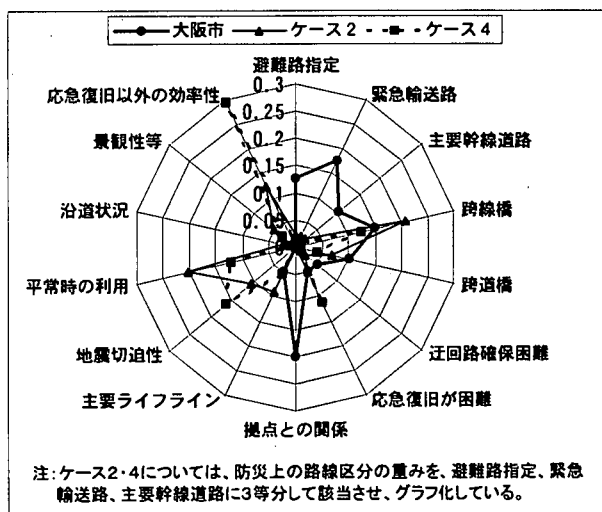 大阪市 ケース2 ケース4
避難路指定
緊急輸送路
主要幹線道路
跨線橋
跨道橋
迂回路確保困難
応急復旧が困難
拠点との関係
主要ライフライン
地震切迫性
平常時の利用
沿道状況
景観性等
応急復旧以外の効率性
0.3
0.25
0.2
0.15
0.1
0.05
0
注:ケース2・4については、防災上の路線区分の重みを、避難路指定、緊急
輸送路、主要幹線道路に3等分して該当させ、グラフ化している。